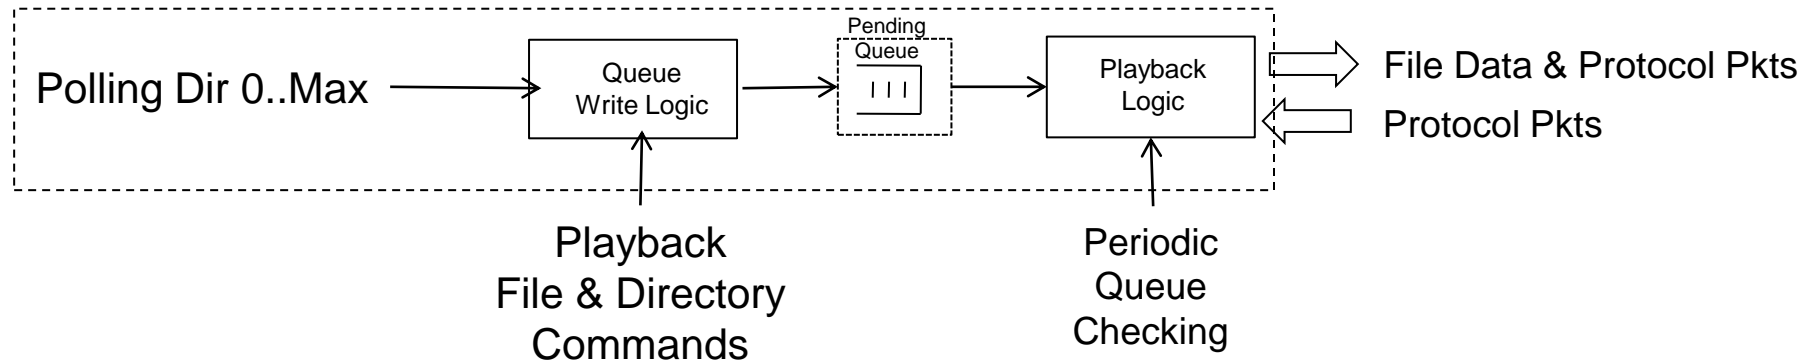 Polling Dir 0..Max
Queue
Write Logic
Pending
Queue
Playback
Logic
File Data & Protocol Pkts
Protocol Pkts
Playback
File & Directory
Commands
Periodic
Queue
Checking